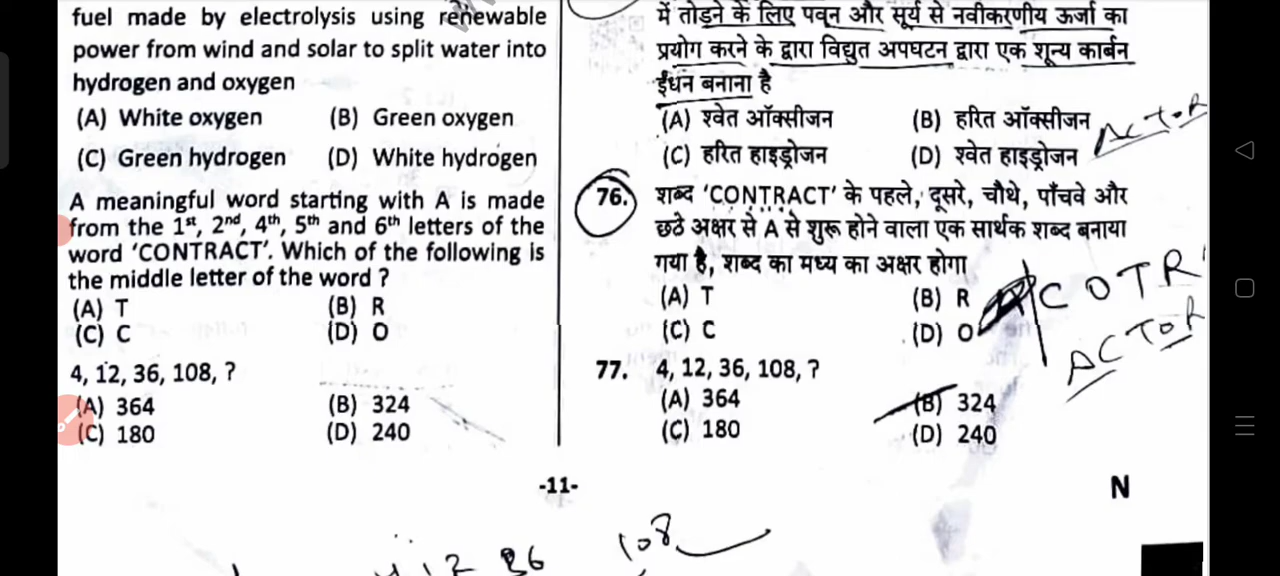 fuel made by electrolysis using renewable
power from wind and solar to split water into
hydrogen and oxygen
(A) White oxygen (B) Green oxygen
(C) Green hydrogen (D) White hydrogen
A meaningful word starting with A is made
from the 1st, 2nd, 4th, 5th and 6th letters of the
word 'CONTRACT'. Which of the following is
the middle letter of the word ?
(A) T (B) R
(C) C (D) O
4, 12, 36, 108, ?
(A) 364 (B) 324
(C) 180 (D) 240
में तोड़ने के लिए पवन और सूर्य से नवीकरणीय ऊर्जा का
प्रयोग करने के द्वारा विद्युत अपघटन द्वारा एक शून्य कार्बन
ईंधन बनाना है
(A) श्वेत ऑक्सीजन (B) हरित ऑक्सीजन
(C) हरित हाइड्रोजन (D) श्वेत हाइड्रोजन
ACTOR
76. शब्द 'CONTRACT' के पहले, दूसरे, चौथे, पाँचवे और
छठे अक्षर से A से शुरू होने वाला एक सार्थक शब्द बनाया
गया है, शब्द का मध्य का अक्षर होगा
(A) T (B) R
(C) C (D) O
COTR
ACTOR
77. 4, 12, 36, 108, ?
(A) 364 (B) 324
(C) 180 (D) 240
-11-
N
12 36 108